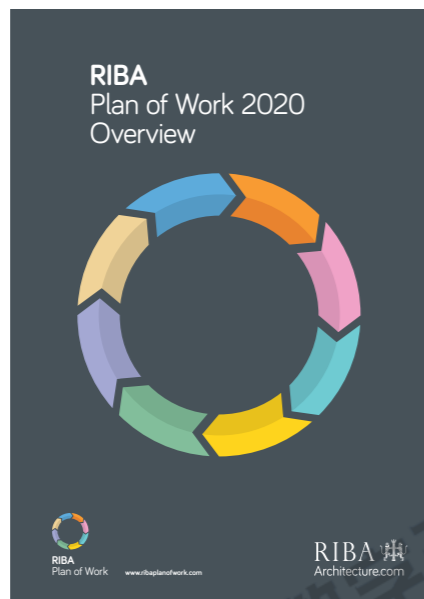 RIBA
Plan of Work 2020
Overview
RIBA
Plan of Work
www.ribaplanofwork.com
RIBA
Architecture.com